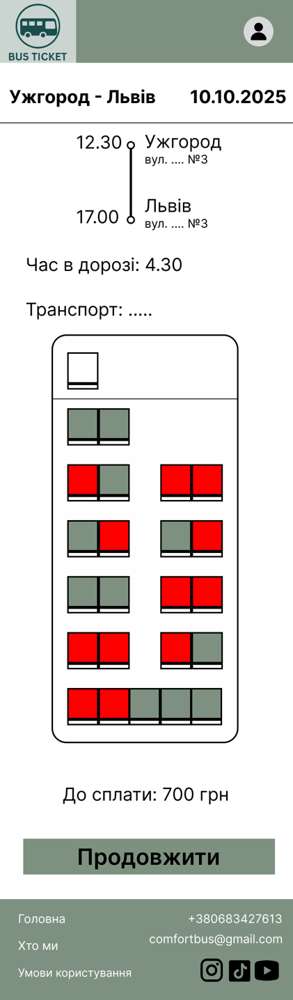 BUS TICKET
Ужгород - Львів 10.10.2025
12.30 Ужгород
вул. .... №3
Львів
17.00
вул. .... №3
Час в дорозі: 4.30
Транспорт: .....
До сплати: 700 грн
Продовжити
Головна +380683427613
comfortbus@gmail.com
Хто ми
Умови користування